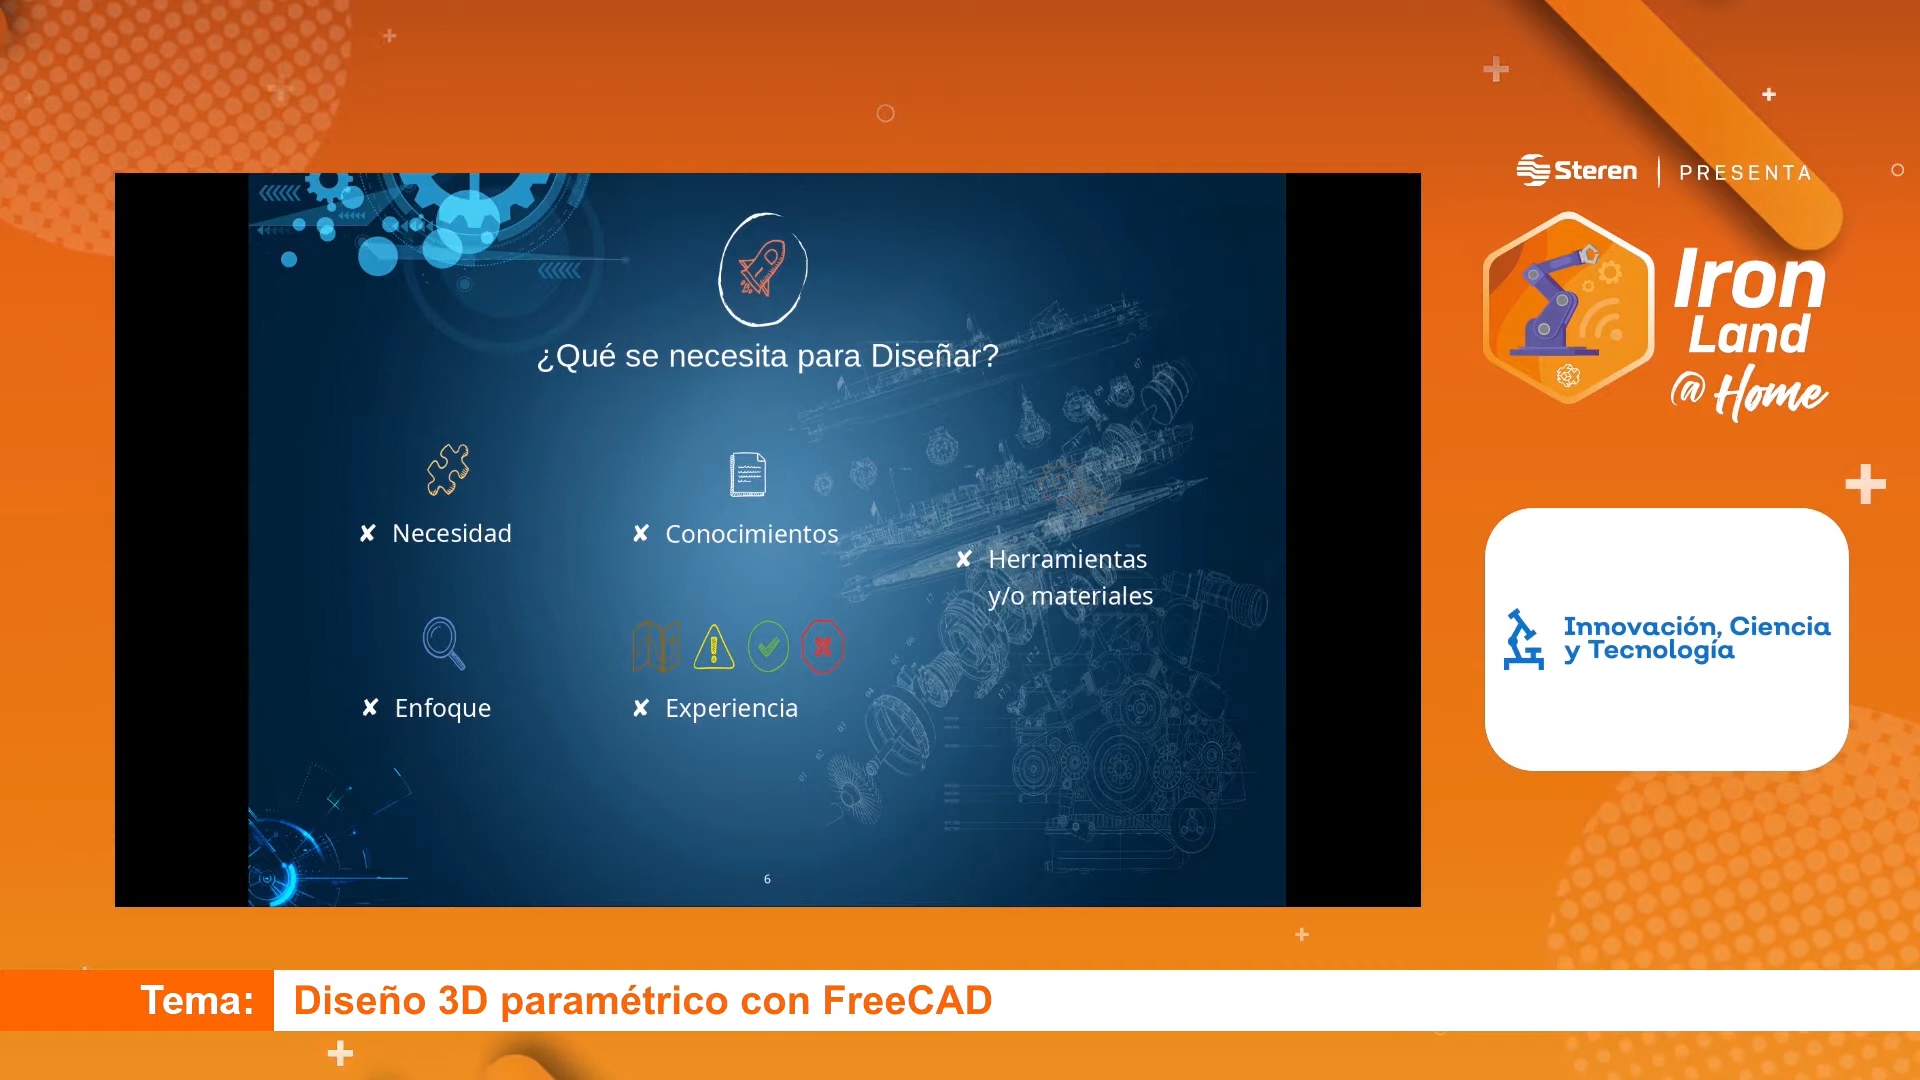 Steren | PRESENTA
Iron
Land
@ Home
¿Qué se necesita para Diseñar?
✘ Necesidad
✘ Conocimientos
✘ Herramientas
y/o materiales
✘ Enfoque
✘ Experiencia
6
Innovación, Ciencia
y Tecnología
Tema: Diseño 3D paramétrico con FreeCAD